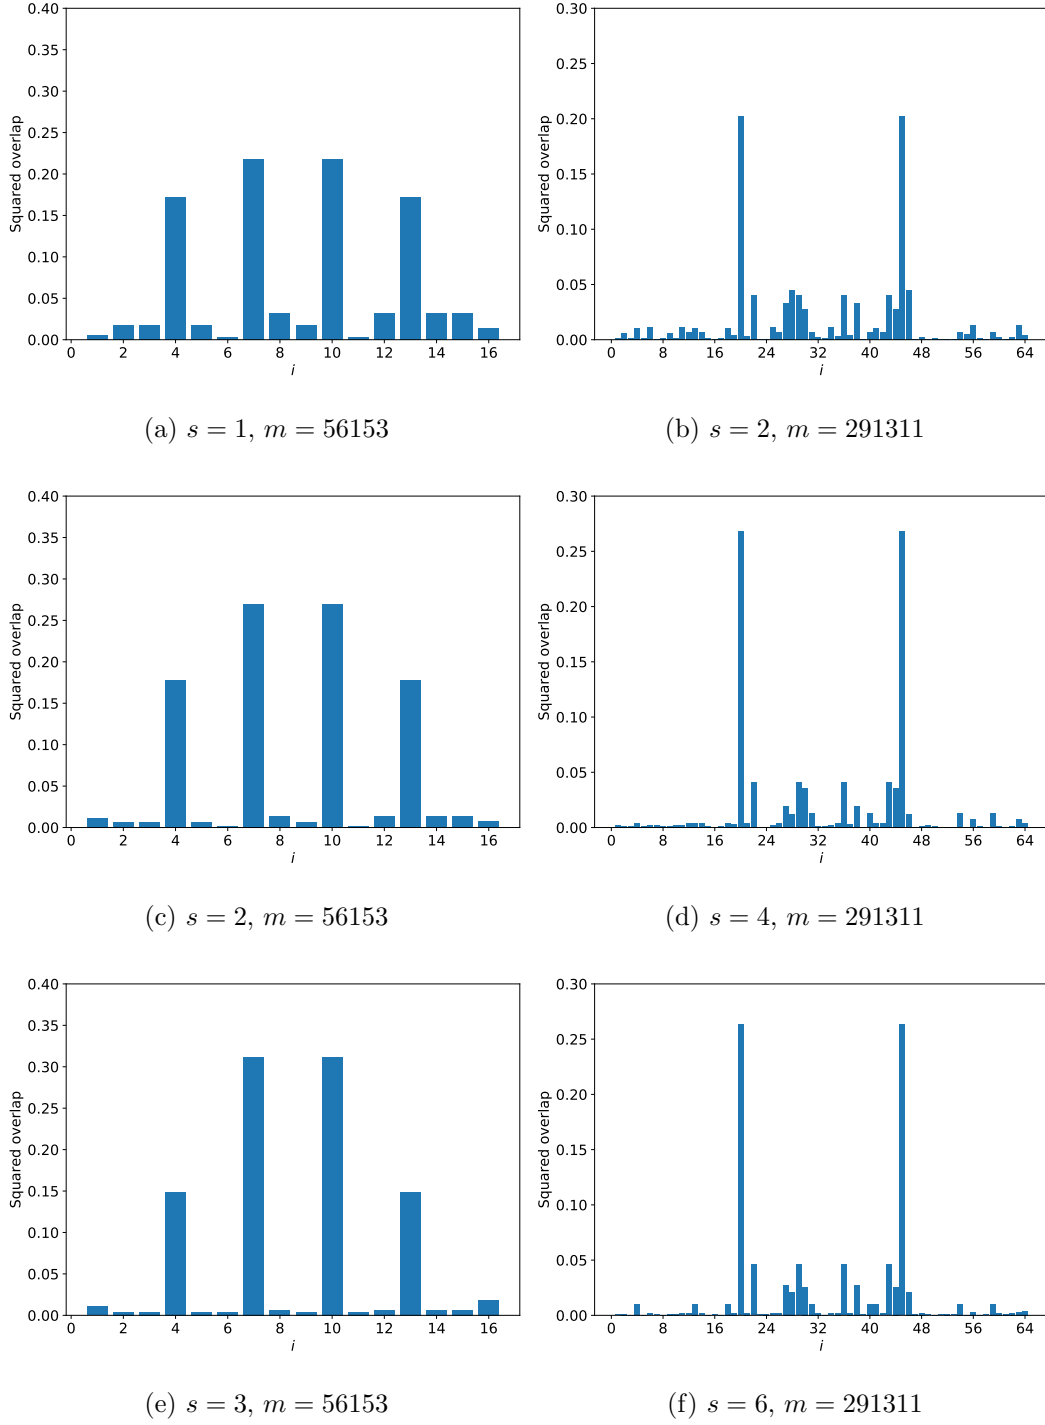 0.40
0.35
0.30
0.25
0.20
0.15
0.10
0.05
0.00
Squared overlap
0 2 4 6 8 10 12 14 16
i
(a) s = 1, m = 56153
0.30
0.25
0.20
0.15
0.10
0.05
0.00
Squared overlap
0 8 16 24 32 40 48 56 64
i
(b) s = 2, m = 291311
0.40
0.35
0.30
0.25
0.20
0.15
0.10
0.05
0.00
Squared overlap
0 2 4 6 8 10 12 14 16
i
(c) s = 2, m = 56153
0.30
0.25
0.20
0.15
0.10
0.05
0.00
Squared overlap
0 8 16 24 32 40 48 56 64
i
(d) s = 4, m = 291311
0.40
0.35
0.30
0.25
0.20
0.15
0.10
0.05
0.00
Squared overlap
0 2 4 6 8 10 12 14 16
i
(e) s = 3, m = 56153
0.30
0.25
0.20
0.15
0.10
0.05
0.00
Squared overlap
0 8 16 24 32 40 48 56 64
i
(f) s = 6, m = 291311